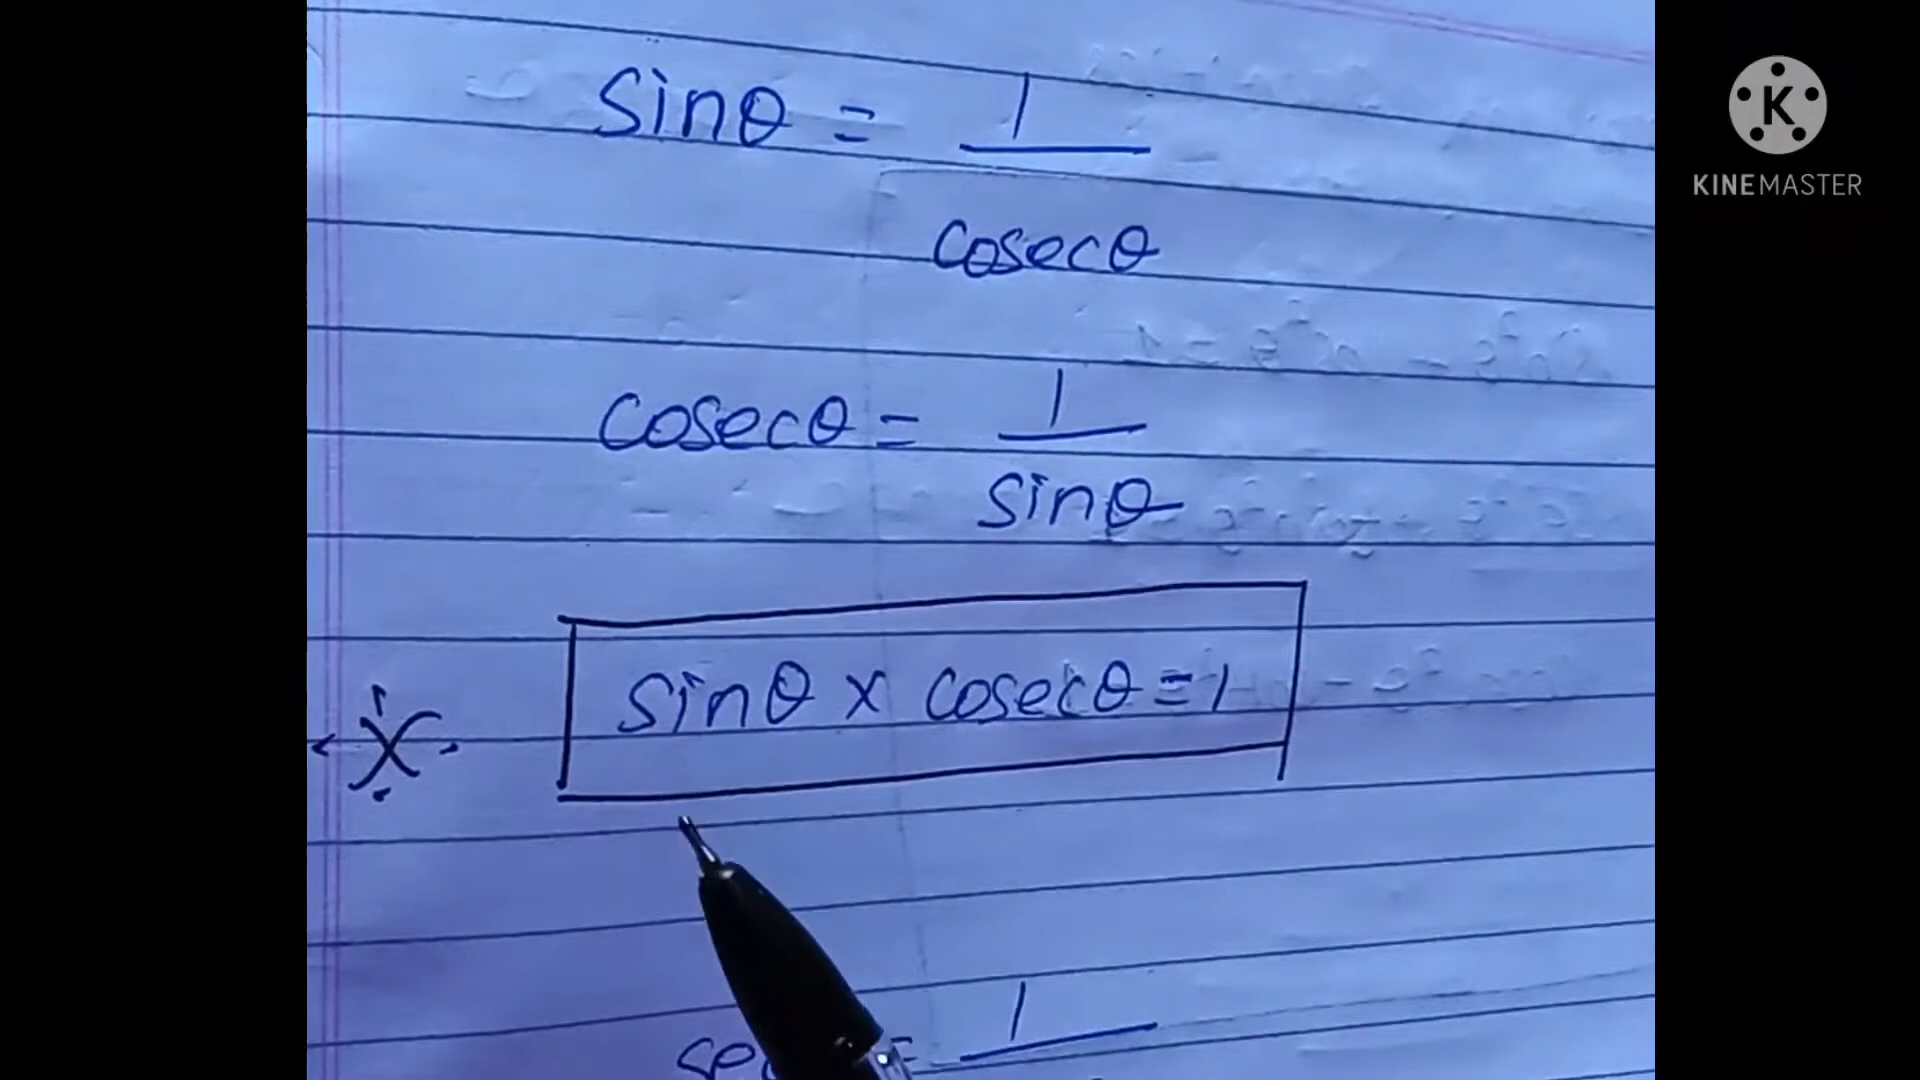 sinθ = 1
cosecθ
cosecθ = 1
sinθ
sinθ x cosecθ = 1
= 1
K
KINEMASTER